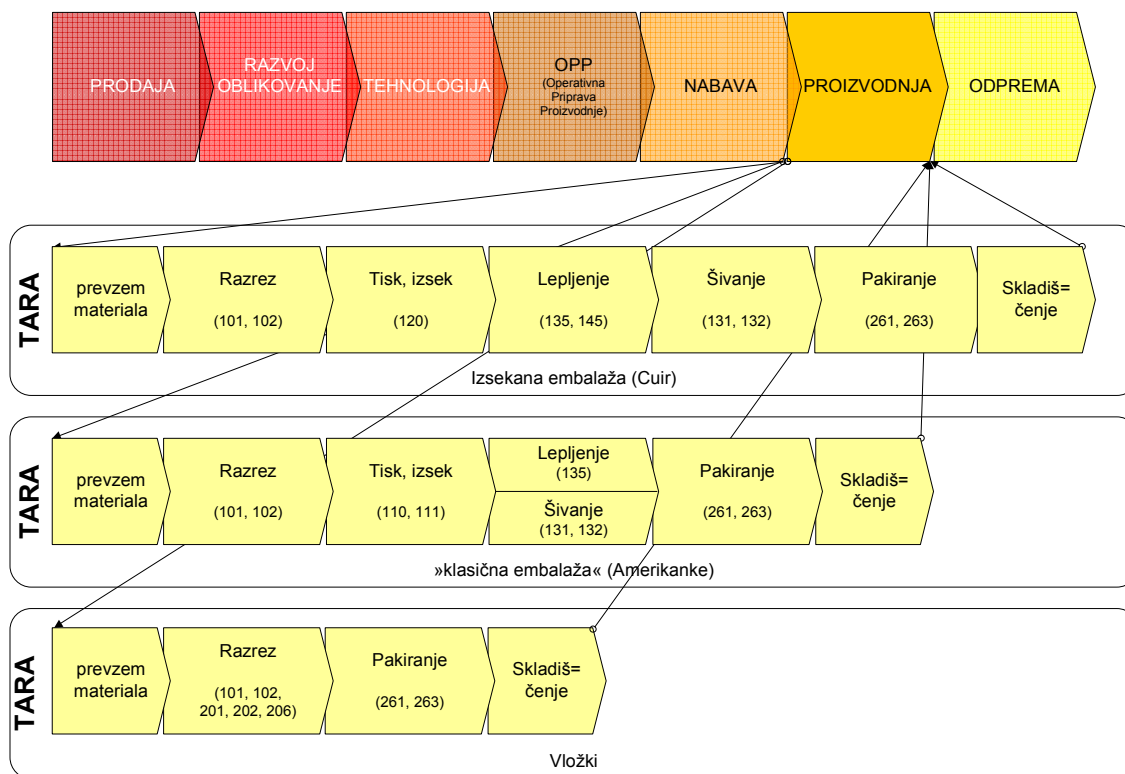 PRODAJA
RAZVOJ
OBLIKOVANJE
TEHNOLOGIJA
OPP
(Operativna
Priprava
Proizvodnje)
NABAVA
PROIZVODNJA
ODPREMA
TARA
prevzem
materiala
Razrez
(101, 102)
Tisk, izsek
(120)
Lepljenje
(135, 145)
Šivanje
(131, 132)
Pakiranje
(261, 263)
Skladiš=
čenje
Izsekana embalaža (Cuir)
TARA
prevzem
materiala
Razrez
(101, 102)
Tisk, izsek
(110, 111)
Lepljenje
(135)
Šivanje
(131, 132)
Pakiranje
(261, 263)
Skladiš=
čenje
»klasična embalaža« (Amerikanke)
TARA
prevzem
materiala
Razrez
(101, 102,
201, 202, 206)
Pakiranje
(261, 263)
Skladiš=
čenje
Vložki